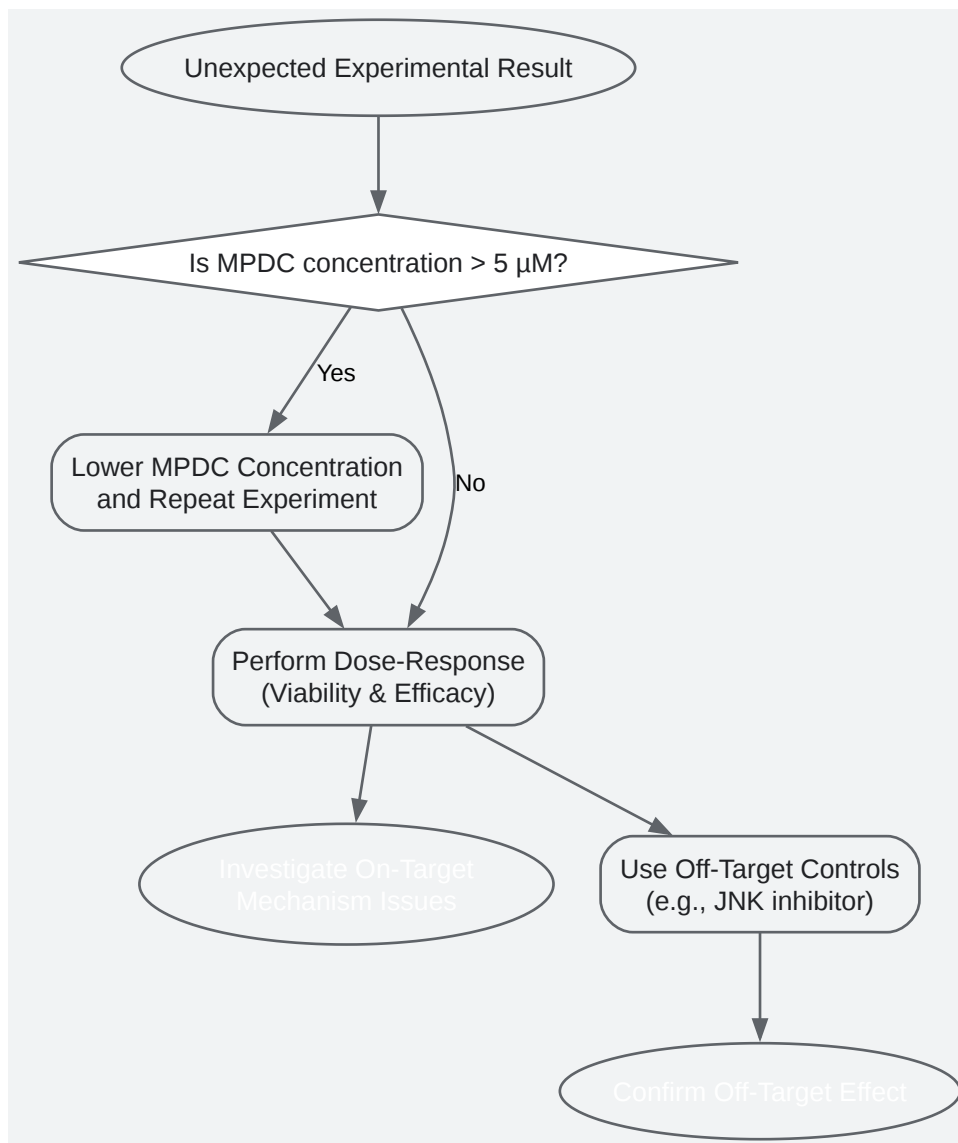 Unexpected Experimental Result
Is MPDC concentration > 5 µM?
Yes
Lower MPDC Concentration
and Repeat Experiment
No
Perform Dose-Response
(Viability & Efficacy)
Investigate On-Target
Mechanism Issues
Use Off-Target Controls
(e.g., JNK inhibitor)
Confirm Off-Target Effect